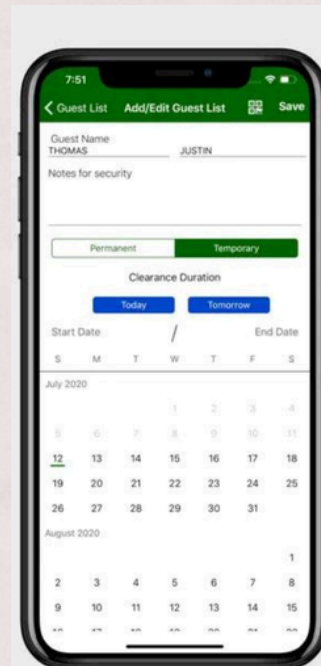 7:51
Guest List Add/Edit Guest List Save
Guest Name
THOMAS JUSTIN
Notes for security
Permanent Temporary
Clearance Duration
Today Tomorrow
Start Date / End Date
S M T W T F S
July 2020
1 2 3 4
5 6 7 8 9 10 11
12 13 14 15 16 17 18
19 20 21 22 23 24 25
26 27 28 29 30 31
August 2020
1
2 3 4 5 6 7 8
9 10 11 12 13 14 15